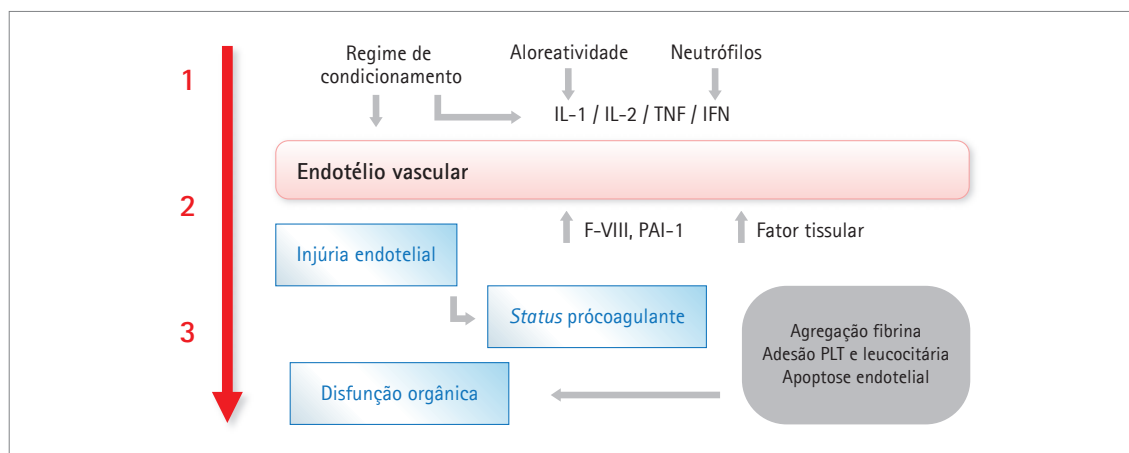 Regime de
condicionamento
Aloreatividade
Neutrófilos
1
IL-1 / IL-2 / TNF / IFN
Endotélio vascular
2
F-VIII, PAI-1
Fator tissular
Injúria endotelial
Status prócoagulante
3
Agregação fibrina
Adesão PLT e leucocitária
Apoptose endotelial
Disfunção orgânica